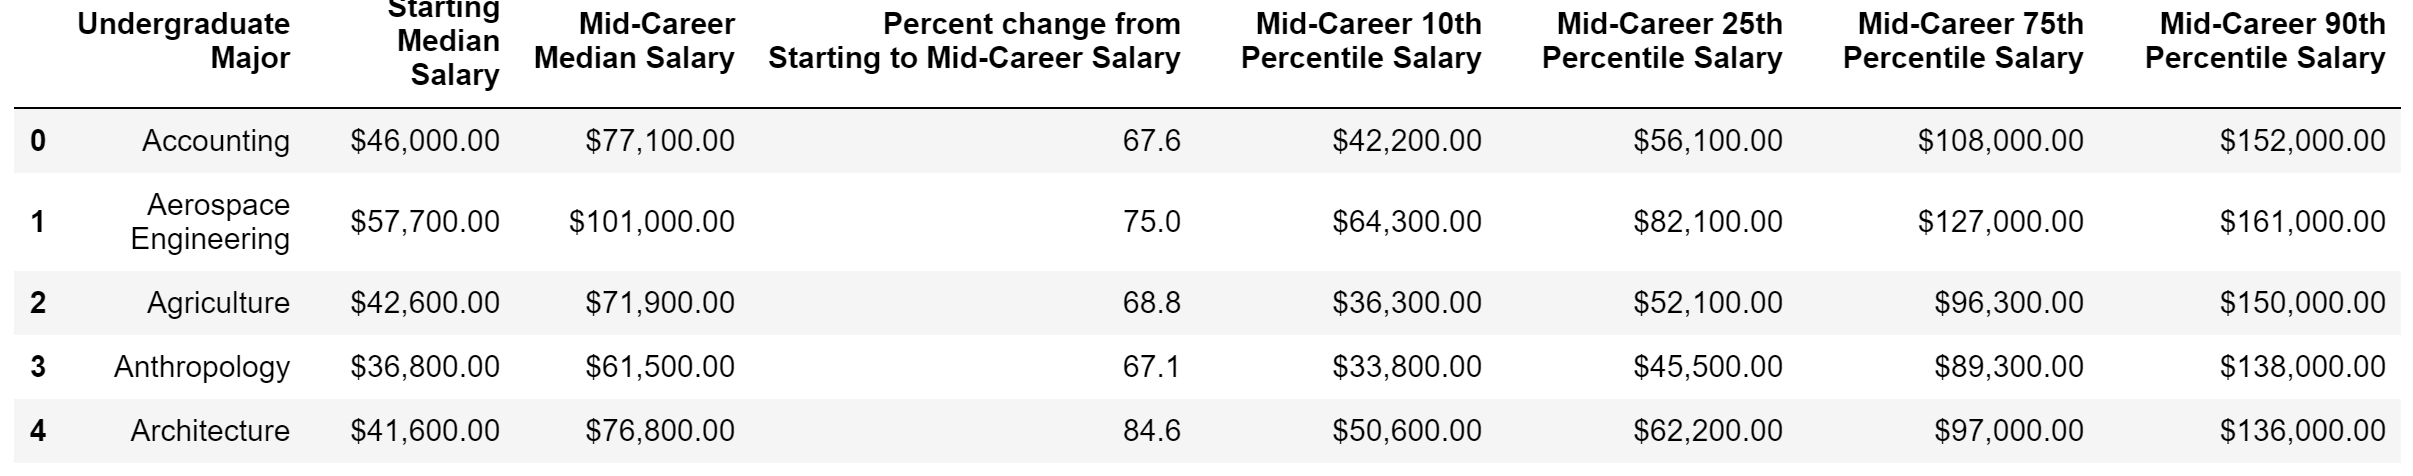 Undergraduate Major	Starting Median Salary	Mid-Career Median Salary	Percent change from Starting to Mid-Career Salary	Mid-Career 10th Percentile Salary	Mid-Career 25th Percentile Salary	Mid-Career 75th Percentile Salary	Mid-Career 90th Percentile Salary
0	Accounting	$46,000.00	$77,100.00	67.6	$42,200.00	$56,100.00	$108,000.00	$152,000.00
1	Aerospace Engineering	$57,700.00	$101,000.00	75.0	$64,300.00	$82,100.00	$127,000.00	$161,000.00
2	Agriculture	$42,600.00	$71,900.00	68.8	$36,300.00	$52,100.00	$96,300.00	$150,000.00
3	Anthropology	$36,800.00	$61,500.00	67.1	$33,800.00	$45,500.00	$89,300.00	$138,000.00
4	Architecture	$41,600.00	$76,800.00	84.6	$50,600.00	$62,200.00	$97,000.00	$136,000.00